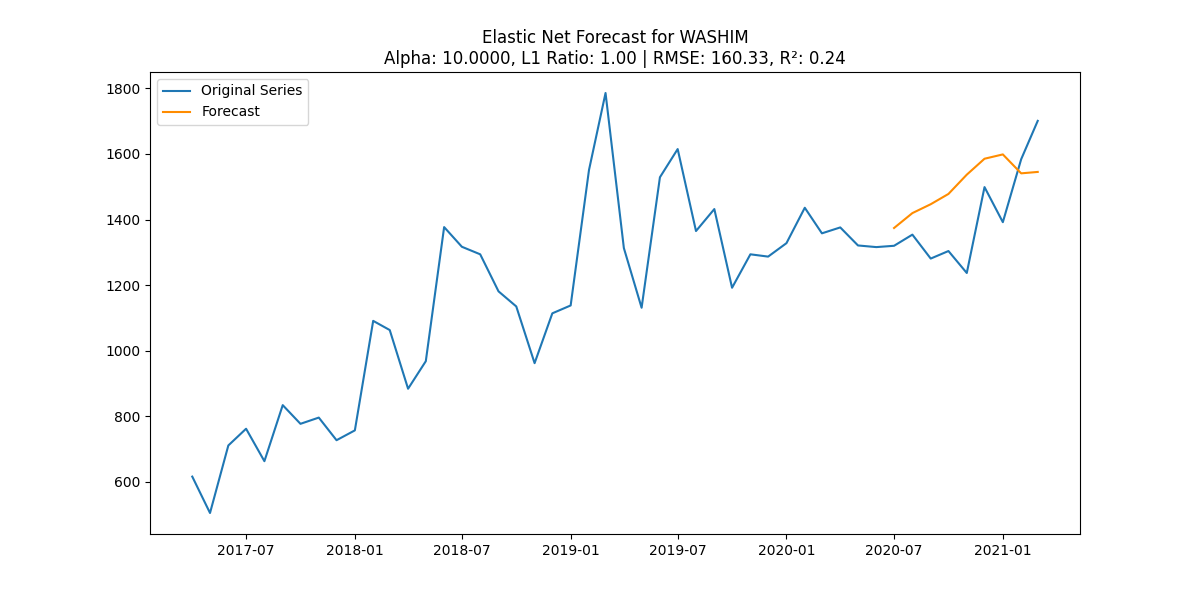 Elastic Net Forecast for WASHIM
Alpha: 10.0000, L1 Ratio: 1.00 | RMSE: 160.33, R²: 0.24
Original Series
Forecast
1800
1600
1400
1200
1000
800
600
2017-07 2018-01 2018-07 2019-01 2019-07 2020-01 2020-07 2021-01